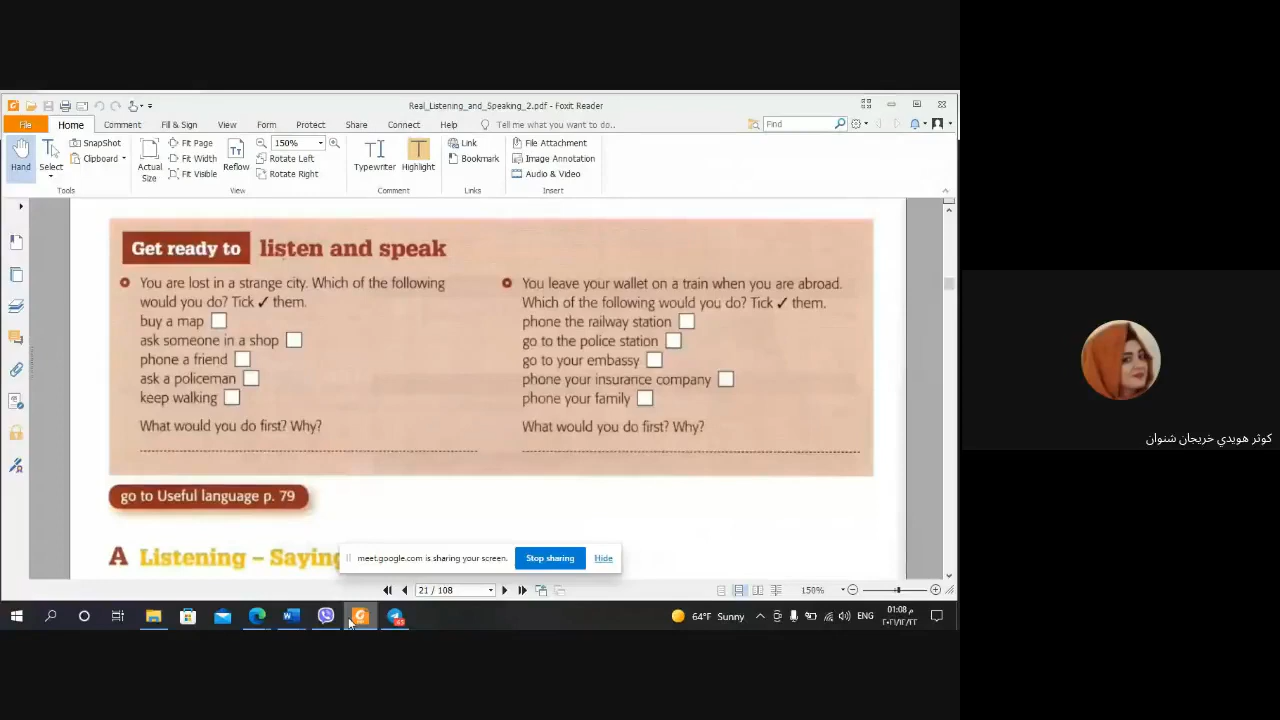 Real_Listening_and_Speaking_2.pdf - Foxit Reader
File Home Comment Fill & Sign View Form Protect Share Connect Help Tell me what you want to do.. Find
Hand
Select
SnapShot
Clipboard
Tools
Actual Size
Fit Page
Fit Width
Fit Visible
Reflow
150%
Rotate Left
Rotate Right
View
Typewriter
Highlight
Comment
Link
Bookmark
Links
File Attachment
Image Annotation
Audio & Video
Insert
Get ready to listen and speak
You are lost in a strange city. Which of the following
would you do? Tick ✓ them.
buy a map
ask someone in a shop
phone a friend
ask a policeman
keep walking
What would you do first? Why?
You leave your wallet on a train when you are abroad.
Which of the following would you do? Tick ✓ them.
phone the railway station
go to the police station
go to your embassy
phone your insurance company
phone your family
What would you do first? Why?
go to Useful language p. 79
A Listening – Saying
meet.google.com is sharing your screen. Stop sharing Hide
21 / 108
150%
64°F Sunny
ENG
01:08 م
٢٠٢١/١٢/٢٢
كوثر هويدي خريجان شنوان